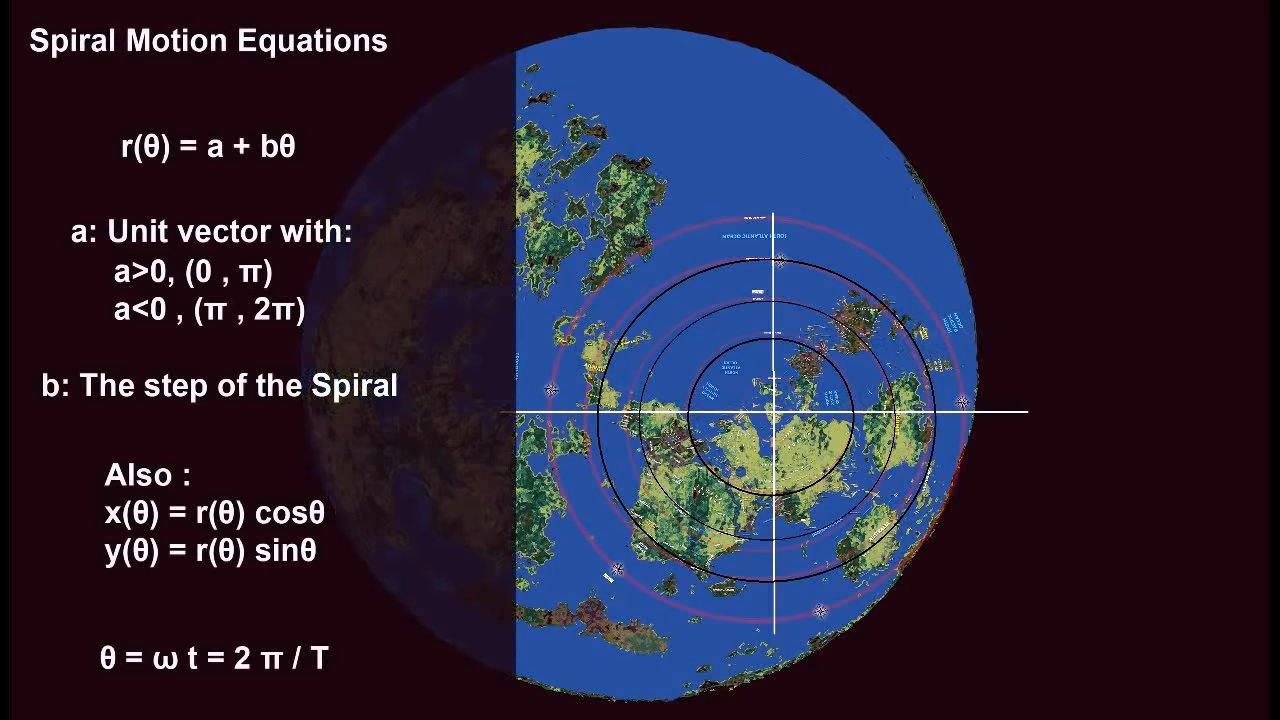 Spiral Motion Equations
r(θ) = a + bθ
a: Unit vector with:
a>0, (0 , π)
a<0 , (π , 2π)
b: The step of the Spiral
Also :
x(θ) = r(θ) cosθ
y(θ) = r(θ) sinθ
θ = ω t = 2 π / T